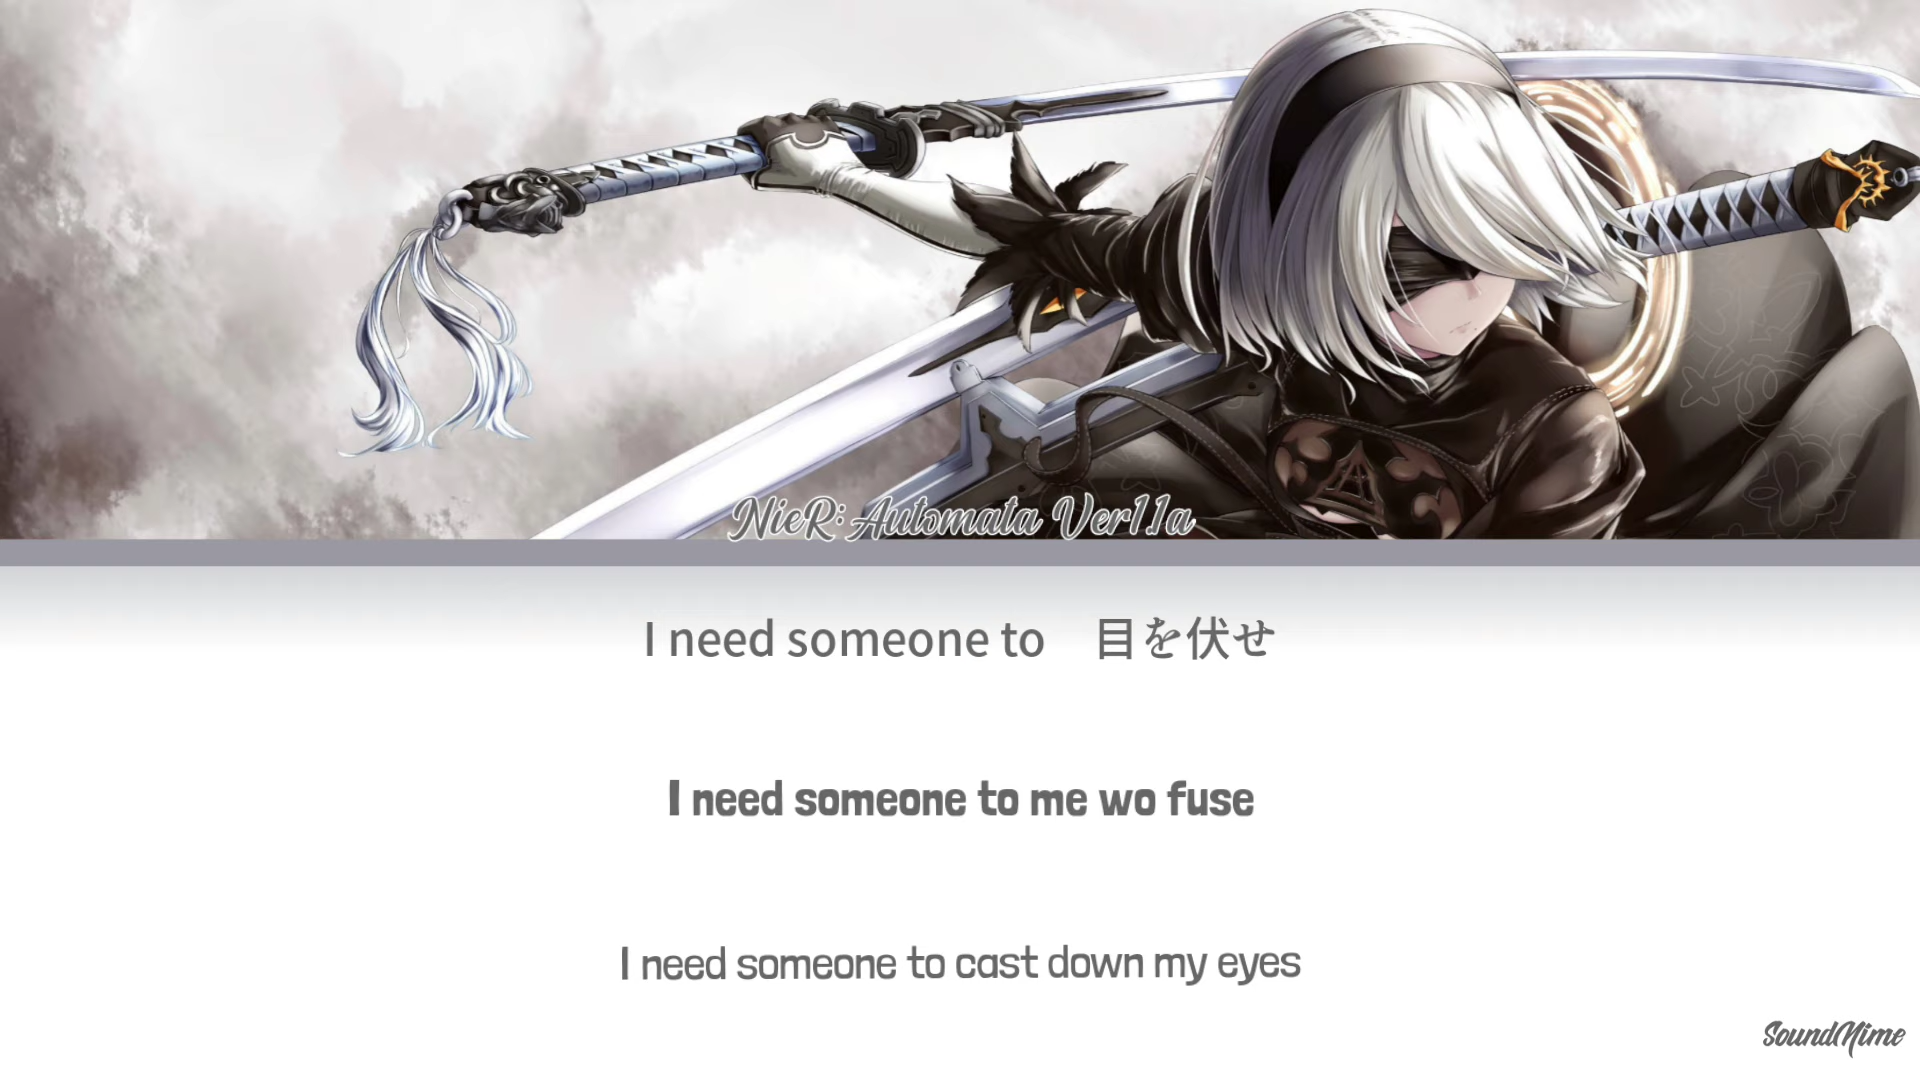 NieR: Automata Ver1.1a
I need someone to　目を伏せ
I need someone to me wo fuse
I need someone to cast down my eyes
SoundNime